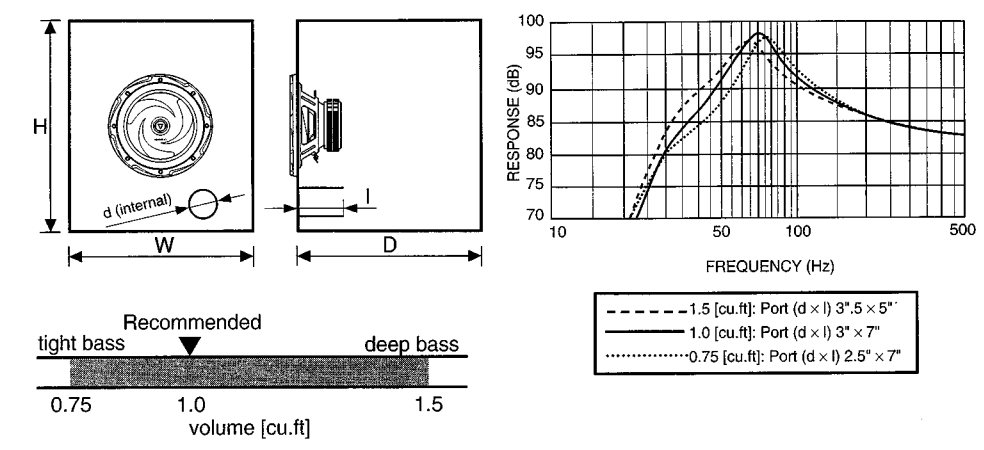 H
d (internal)
W
l
D
Recommended
tight bass
deep bass
0.75
1.0
1.5
volume [cu.ft]
RESPONSE (dB)
100
95
90
85
80
75
70
10
50
100
500
FREQUENCY (Hz)
1.5 [cu.ft]: Port (d × l) 3".5 × 5"
1.0 [cu.ft]: Port (d × l) 3" × 7"
0.75 [cu.ft]: Port (d × l) 2.5" × 7"